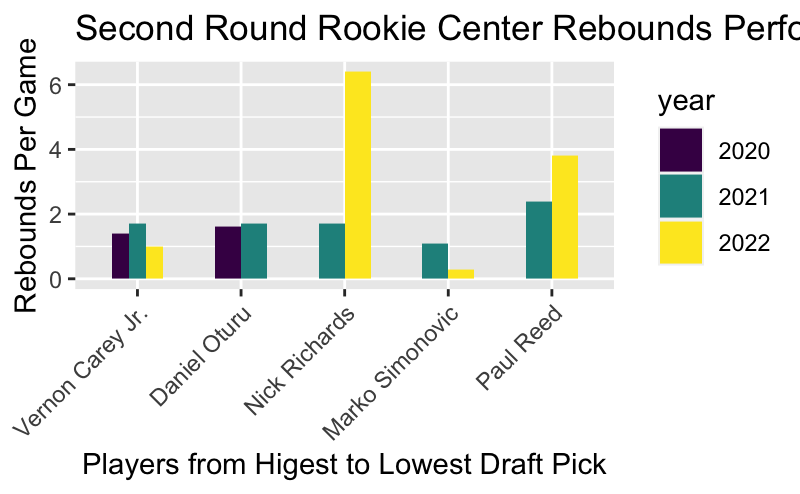 Second Round Rookie Center Rebounds Perfo
Rebounds Per Game
6
4
2
0
Vernon Carey Jr.
Daniel Oturu
Nick Richards
Marko Simonovic
Paul Reed
Players from Higest to Lowest Draft Pick
year
2020
2021
2022